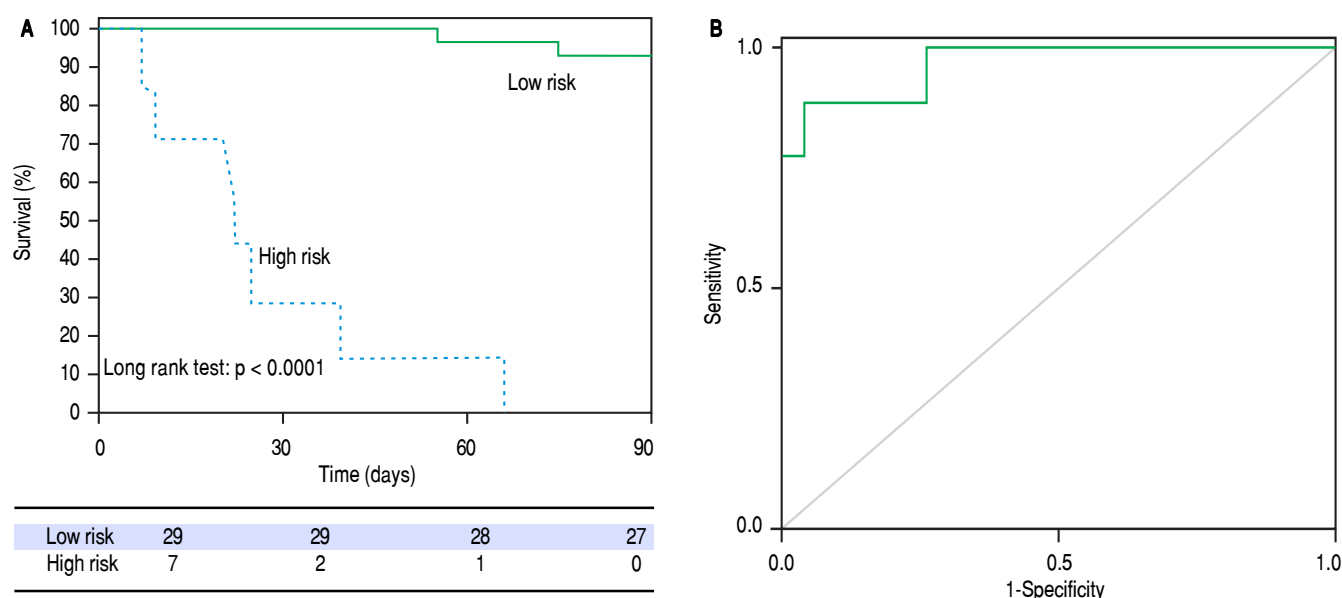 A
100
90
80
70
60
50
40
30
20
10
0
Survival (%)
Low risk
High risk
Long rank test: p < 0.0001
0 30 60 90
Time (days)
Low risk 29 29 28 27
High risk 7 2 1 0
B
1.0
0.5
0.0
Sensitivity
0.0 0.5 1.0
1-Specificity